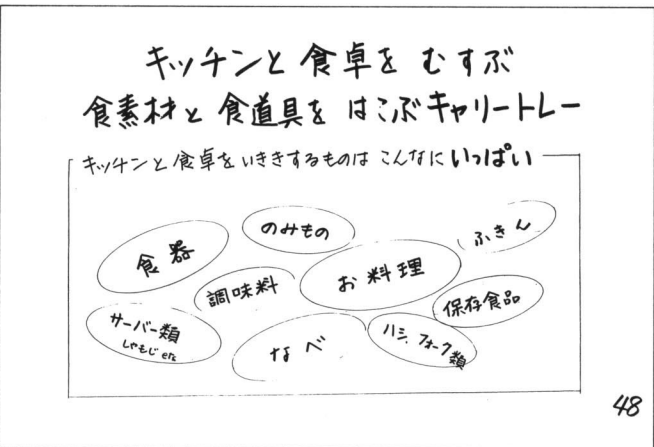 キッチンと食卓を むすぶ
食素材と食道具を はこぶキャリートレー
キッチンと食卓をいききするものは こんなに いっぱい
食器
のみもの
ふきん
調味料
お料理
保存食品
サーバー類
しゃもじ etc
なべ
ハシ、フォーク類
48